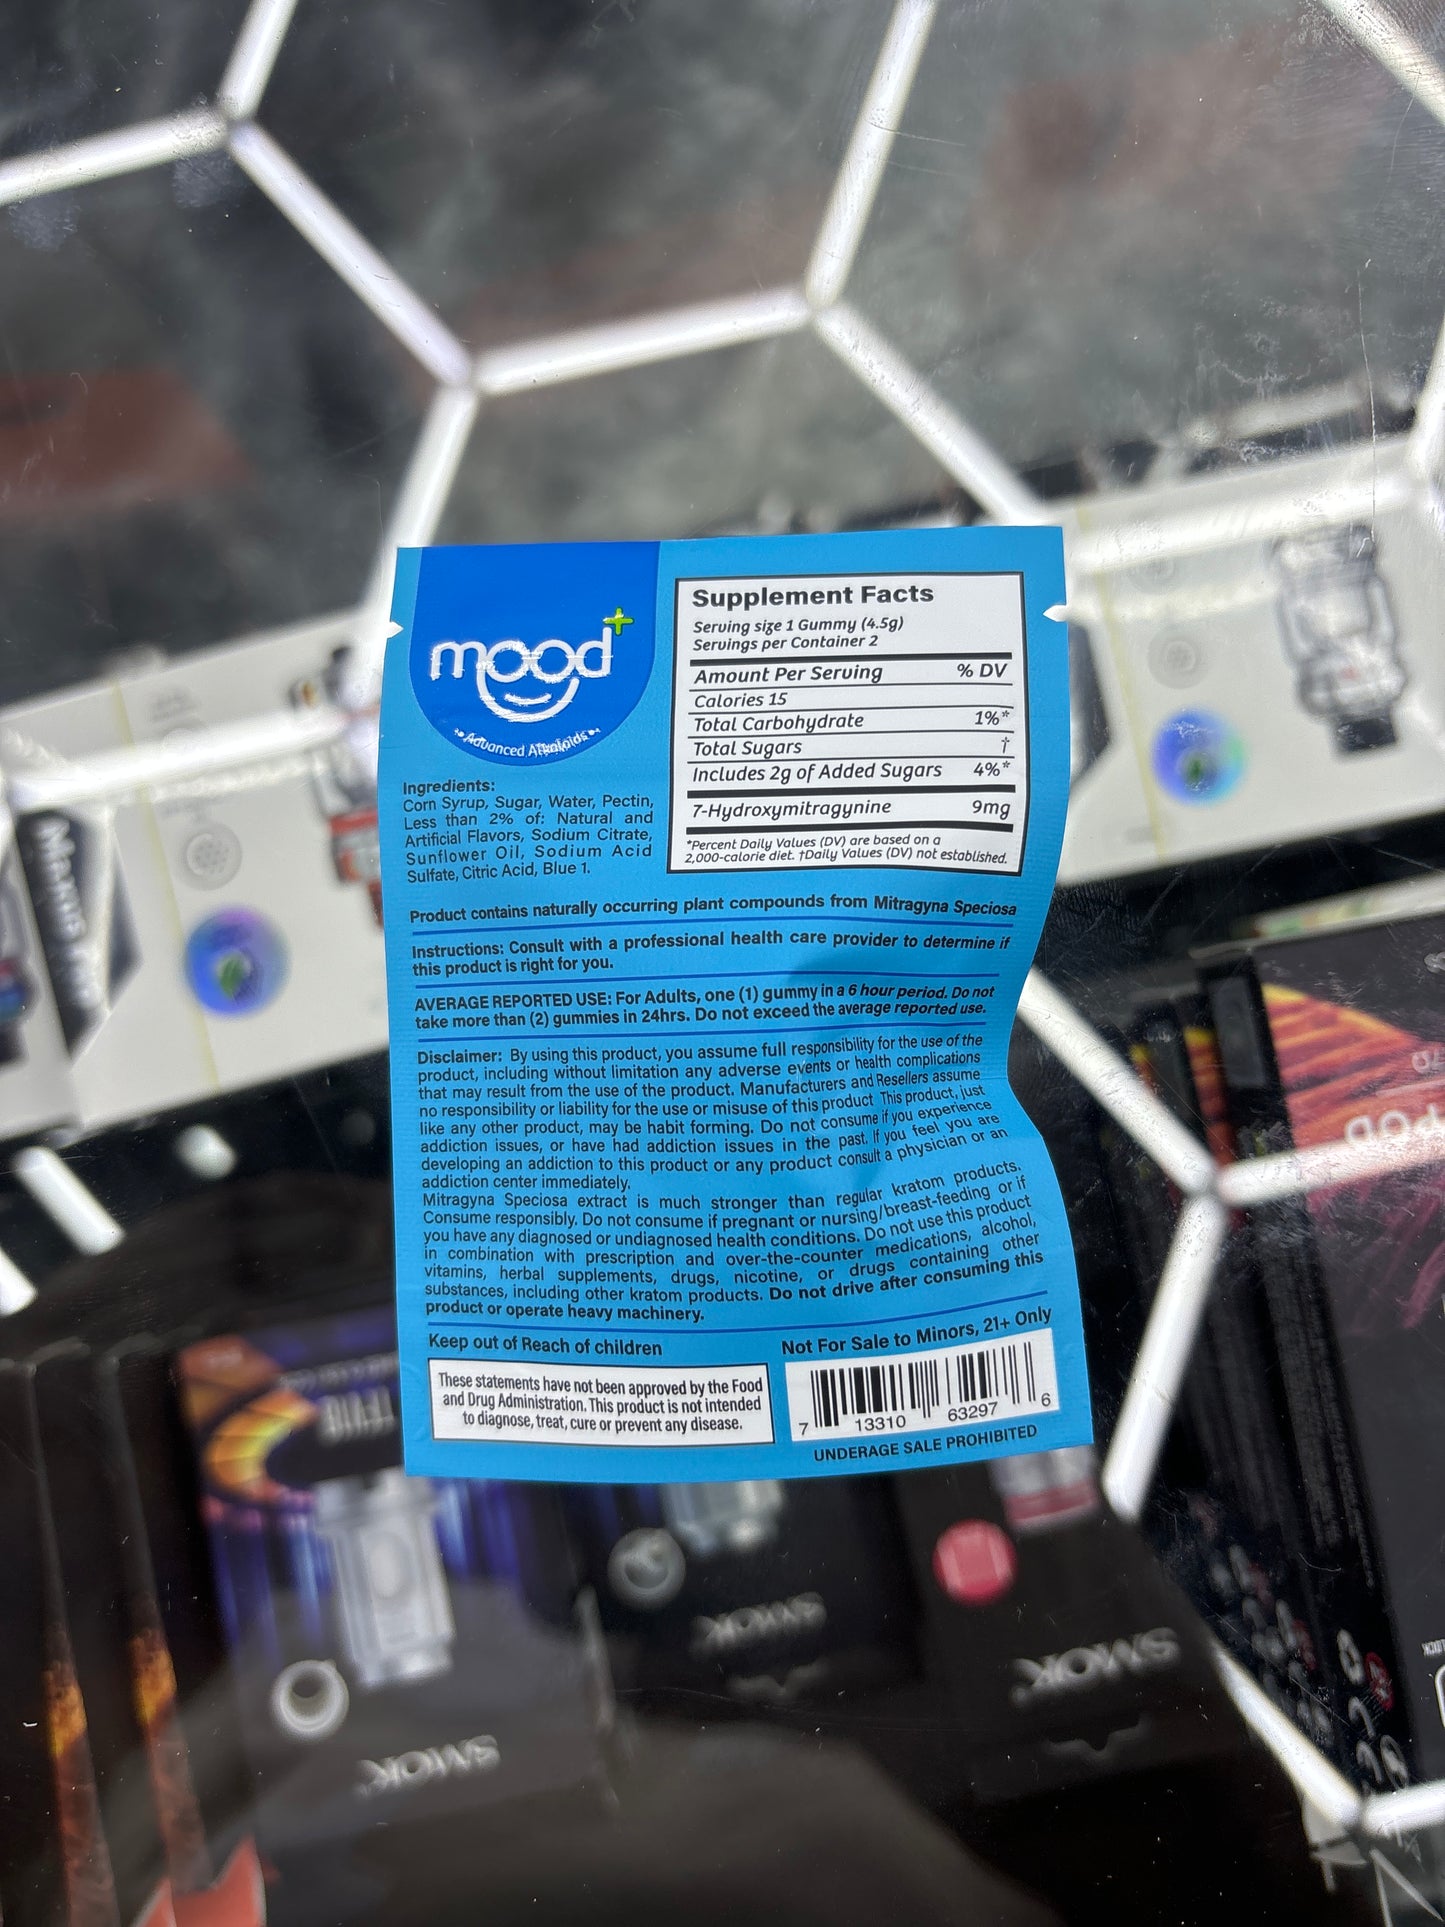 mood+
Advanced Alkaloids
Supplement Facts
Serving size 1 Gummy (4.5g)
Servings per Container 2
Amount Per Serving % DV
Calories 15
Total Carbohydrate 1%*
Total Sugars †
Includes 2g of Added Sugars 4%*
7-Hydroxymitragynine 9mg
*Percent Daily Values (DV) are based on a
2,000-calorie diet. †Daily Values (DV) not established.
Ingredients:
Corn Syrup, Sugar, Water, Pectin,
Less than 2% of: Natural and
Artificial Flavors, Sodium Citrate,
Sunflower Oil, Sodium Acid
Sulfate, Citric Acid, Blue 1.
Product contains naturally occurring plant compounds from Mitragyna Speciosa
Instructions: Consult with a professional health care provider to determine if
this product is right for you.
AVERAGE REPORTED USE: For Adults, one (1) gummy in a 6 hour period. Do not
take more than (2) gummies in 24hrs. Do not exceed the average reported use.
Disclaimer: By using this product, you assume full responsibility for the use of the
product, including without limitation any adverse events or health complications
that may result from the use of the product. Manufacturers and Resellers assume
no responsibility or liability for the use or misuse of this product This product, just
like any other product, may be habit forming. Do not consume if you experience
addiction issues, or have had addiction issues in the past. If you feel you are
developing an addiction to this product or any product consult a physician or an
addiction center immediately.
Mitragyna Speciosa extract is much stronger than regular kratom products.
Consume responsibly. Do not consume if pregnant or nursing/breast-feeding or if
you have any diagnosed or undiagnosed health conditions. Do not use this product
in combination with prescription and over-the-counter medications, alcohol,
vitamins, herbal supplements, drugs, nicotine, or drugs containing other
substances, including other kratom products. Do not drive after consuming this
product or operate heavy machinery.
Keep out of Reach of children
Not For Sale to Minors, 21+ Only
These statements have not been approved by the Food
and Drug Administration. This product is not intended
to diagnose, treat, cure or prevent any disease.
7 13310 63297 6
UNDERAGE SALE PROHIBITED
SMOK
SMOK
SMOK